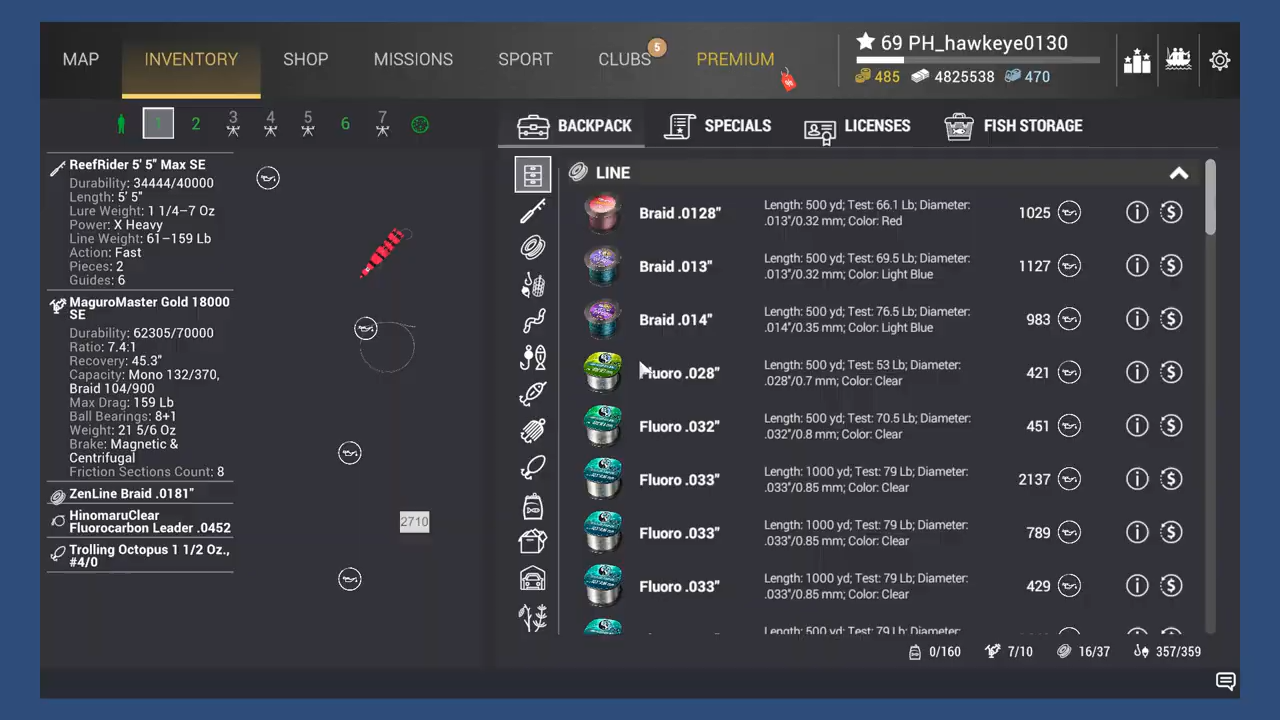 MAP
INVENTORY
SHOP
MISSIONS
SPORT
CLUBS
5
PREMIUM
69 PH_hawkeye0130
485
4825538
470
1
2
3
4
5
6
7
BACKPACK
SPECIALS
LICENSES
FISH STORAGE
ReefRider 5' 5" Max SE
Durability: 34444/40000
Length: 5' 5"
Lure Weight: 1 1/4–7 Oz
Power: X Heavy
Line Weight: 61–159 Lb
Action: Fast
Pieces: 2
Guides: 6
MaguroMaster Gold 18000
SE
Durability: 62305/70000
Ratio: 7.4:1
Recovery: 45.3"
Capacity: Mono 132/370,
Braid 104/900
Max Drag: 159 Lb
Ball Bearings: 8+1
Weight: 21 5/6 Oz
Brake: Magnetic &
Centrifugal
Friction Sections Count: 8
ZenLine Braid .0181"
HinomaruClear
Fluorocarbon Leader .0452
Trolling Octopus 1 1/2 Oz.,
#4/0
2710
LINE
Braid .0128"
Length: 500 yd; Test: 66.1 Lb; Diameter:
.013"/0.32 mm; Color: Red
1025
Braid .013"
Length: 500 yd; Test: 69.5 Lb; Diameter:
.013"/0.32 mm; Color: Light Blue
1127
Braid .014"
Length: 500 yd; Test: 76.5 Lb; Diameter:
.014"/0.35 mm; Color: Light Blue
983
Fluoro .028"
Length: 500 yd; Test: 53 Lb; Diameter:
.028"/0.7 mm; Color: Clear
421
Fluoro .032"
Length: 500 yd; Test: 70.5 Lb; Diameter:
.032"/0.8 mm; Color: Clear
451
Fluoro .033"
Length: 1000 yd; Test: 79 Lb; Diameter:
.033"/0.85 mm; Color: Clear
2137
Fluoro .033"
Length: 1000 yd; Test: 79 Lb; Diameter:
.033"/0.85 mm; Color: Clear
789
Fluoro .033"
Length: 1000 yd; Test: 79 Lb; Diameter:
.033"/0.85 mm; Color: Clear
429
Length: 500 yd; Test: 79 Lb; Diameter:
0/160
7/10
16/37
357/359